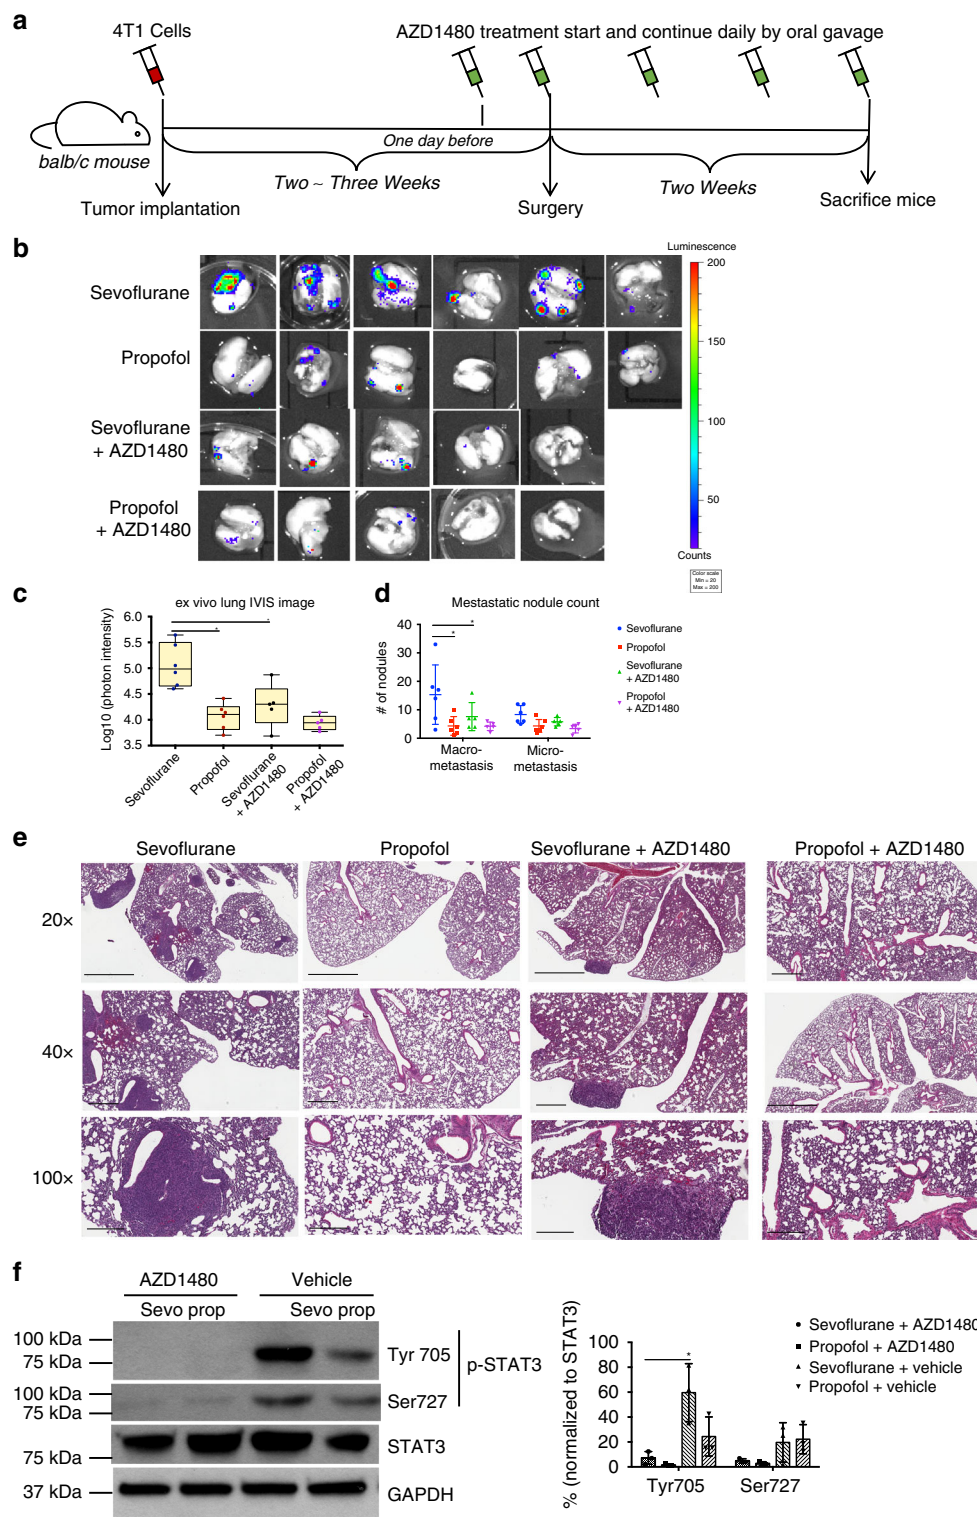 a
4T1 Cells
AZD1480 treatment start and continue daily by oral gavage
balb/c mouse
One day before
Two ~ Three Weeks
Two Weeks
Tumor implantation
Surgery
Sacrifice mice
b
Luminescence
Sevoflurane
Propofol
Sevoflurane
+ AZD1480
Propofol
+ AZD1480
200
150
100
50
Counts
Color scale
Min = 20
Max = 200
c
ex vivo lung IVIS image
Log10 (photon intensity)
6.0
5.5
5.0
4.5
4.0
3.5
*
*
Sevoflurane
Propofol
Sevoflurane
+ AZD1480
Propofol
+ AZD1480
d
Mestastatic nodule count
# of nodules
40
30
20
10
0
*
*
Macro-
metastasis
Micro-
metastasis
Sevoflurane
Propofol
Sevoflurane
+ AZD1480
Propofol
+ AZD1480
e
Sevoflurane
Propofol
Sevoflurane + AZD1480
Propofol + AZD1480
20×
40×
100×
f
AZD1480
Vehicle
Sevo prop
Sevo prop
100 kDa
75 kDa
Tyr 705
p-STAT3
100 kDa
75 kDa
Ser727
75 kDa
STAT3
37 kDa
GAPDH
% (normalized to STAT3)
100
80
60
40
20
0
*
Tyr705
Ser727
Sevoflurane + AZD1480
Propofol + AZD1480
Sevoflurane + vehicle
Propofol + vehicle